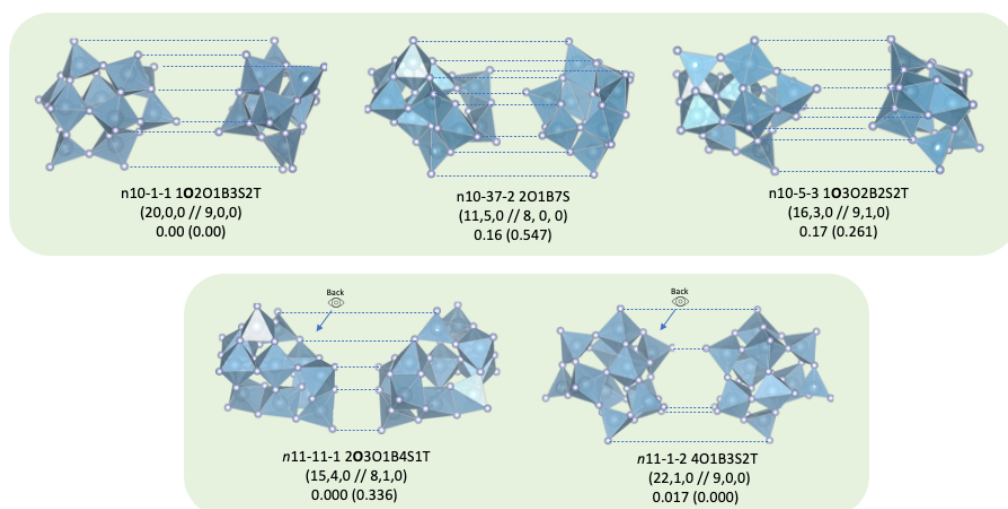 n10-1-1 1O2O1B3S2T
(20,0,0 // 9,0,0)
0.00 (0.00)
n10-37-2 2O1B7S
(11,5,0 // 8, 0, 0)
0.16 (0.547)
n10-5-3 1O3O2B2S2T
(16,3,0 // 9,1,0)
0.17 (0.261)
Back
n11-11-1 2O3O1B4S1T
(15,4,0 // 8,1,0)
0.000 (0.336)
Back
n11-1-2 4O1B3S2T
(22,1,0 // 9,0,0)
0.017 (0.000)